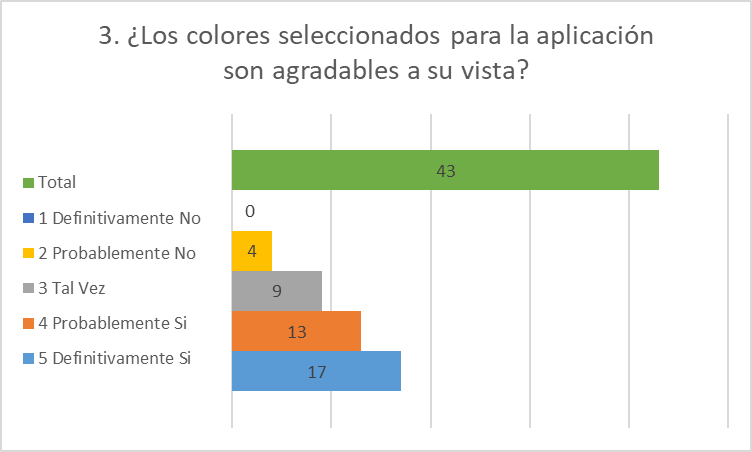 3. ¿Los colores seleccionados para la aplicación
son agradables a su vista?
Total
1 Definitivamente No
2 Probablemente No
3 Tal Vez
4 Probablemente Si
5 Definitivamente Si
43
0
4
9
13
17